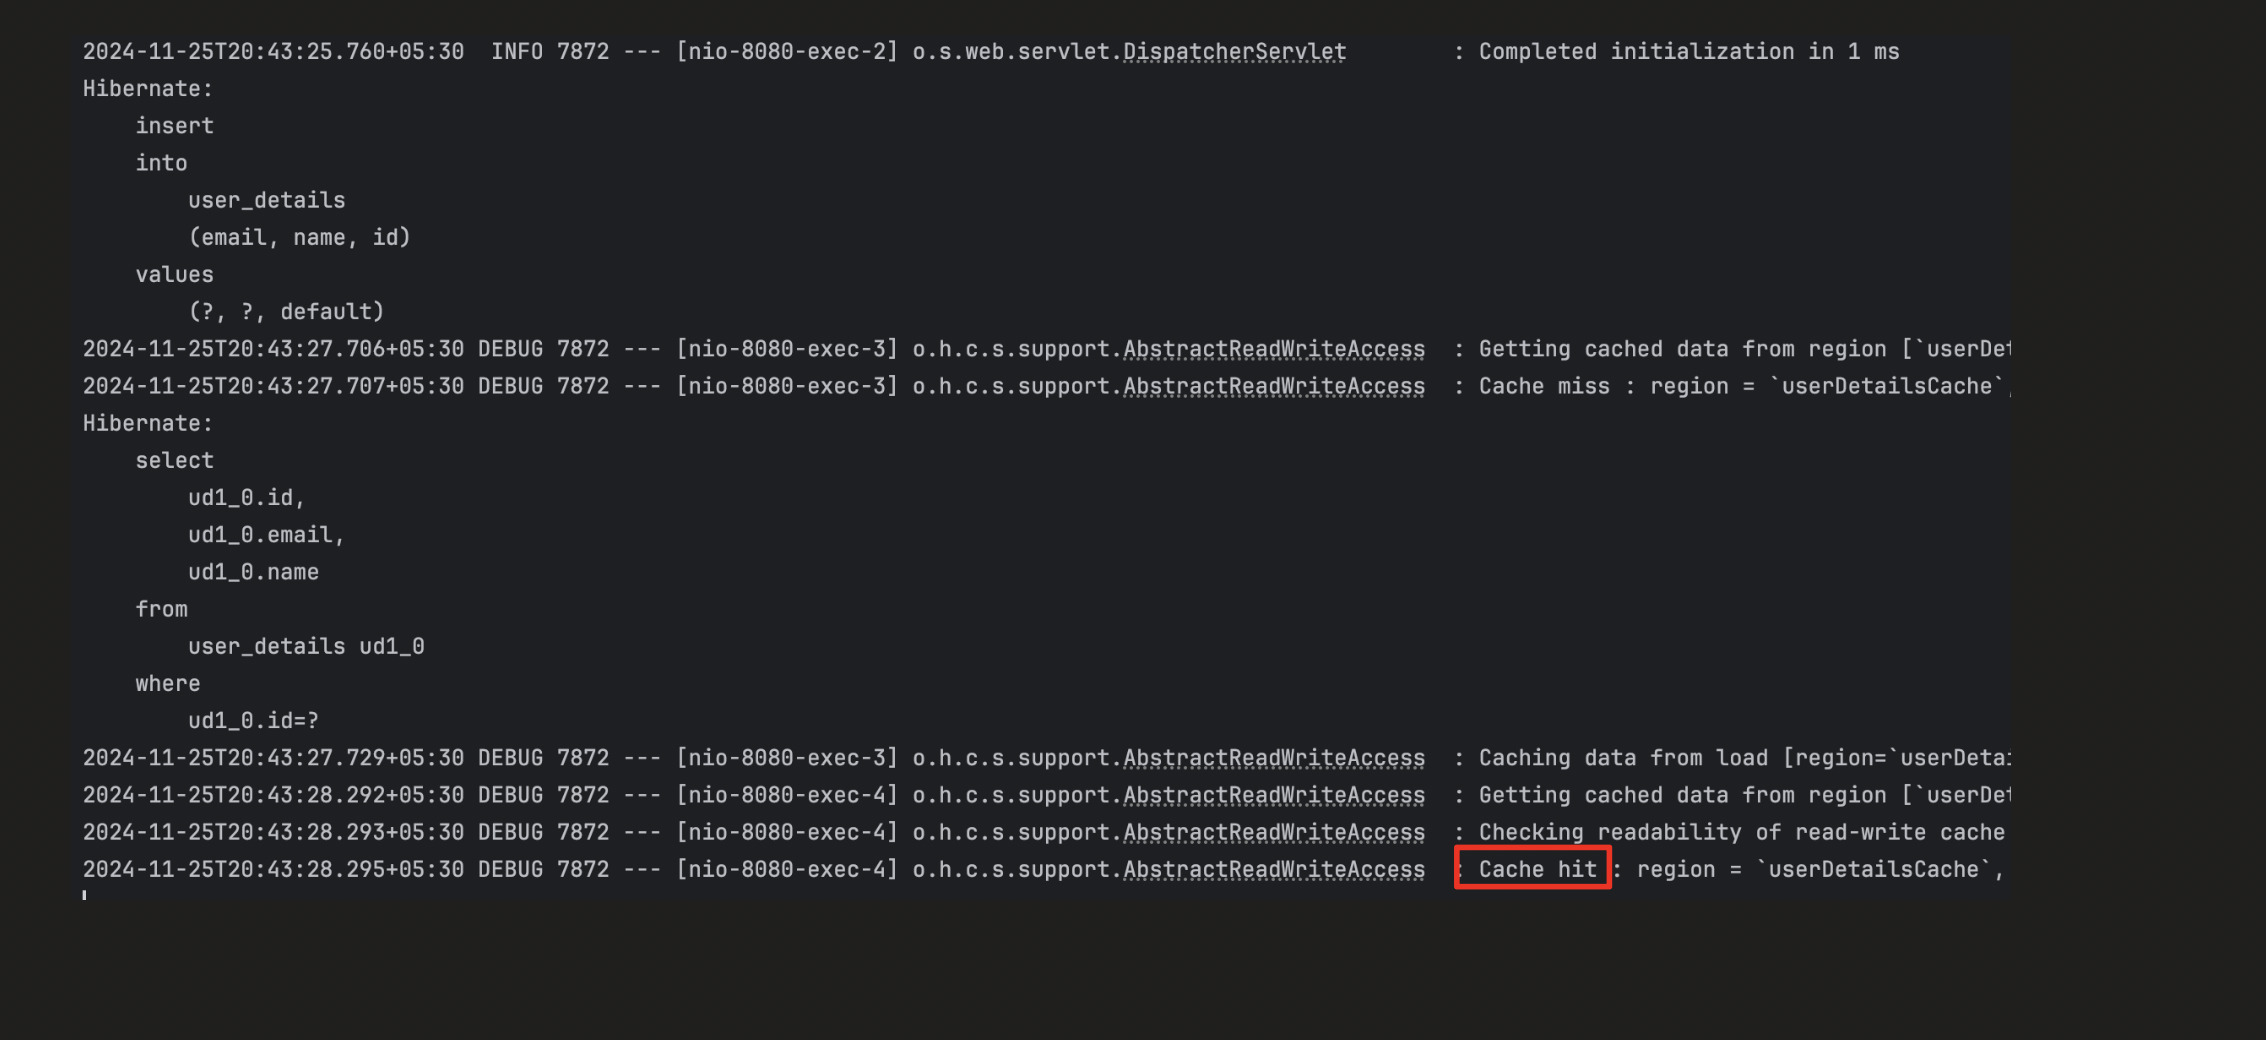 2024-11-25T20:43:25.760+05:30  INFO 7872 --- [nio-8080-exec-2] o.s.web.servlet.DispatcherServlet        : Completed initialization in 1 ms
Hibernate:
    insert
    into
        user_details
        (email, name, id)
    values
        (?, ?, default)
2024-11-25T20:43:27.706+05:30 DEBUG 7872 --- [nio-8080-exec-3] o.h.c.s.support.AbstractReadWriteAccess  : Getting cached data from region [`userDet
2024-11-25T20:43:27.707+05:30 DEBUG 7872 --- [nio-8080-exec-3] o.h.c.s.support.AbstractReadWriteAccess  : Cache miss : region = `userDetailsCache`,
Hibernate:
    select
        ud1_0.id,
        ud1_0.email,
        ud1_0.name
    from
        user_details ud1_0
    where
        ud1_0.id=?
2024-11-25T20:43:27.729+05:30 DEBUG 7872 --- [nio-8080-exec-3] o.h.c.s.support.AbstractReadWriteAccess  : Caching data from load [region=`userDetai
2024-11-25T20:43:28.292+05:30 DEBUG 7872 --- [nio-8080-exec-4] o.h.c.s.support.AbstractReadWriteAccess  : Getting cached data from region [`userDet
2024-11-25T20:43:28.293+05:30 DEBUG 7872 --- [nio-8080-exec-4] o.h.c.s.support.AbstractReadWriteAccess  : Checking readability of read-write cache
2024-11-25T20:43:28.295+05:30 DEBUG 7872 --- [nio-8080-exec-4] o.h.c.s.support.AbstractReadWriteAccess  : Cache hit : region = `userDetailsCache`,